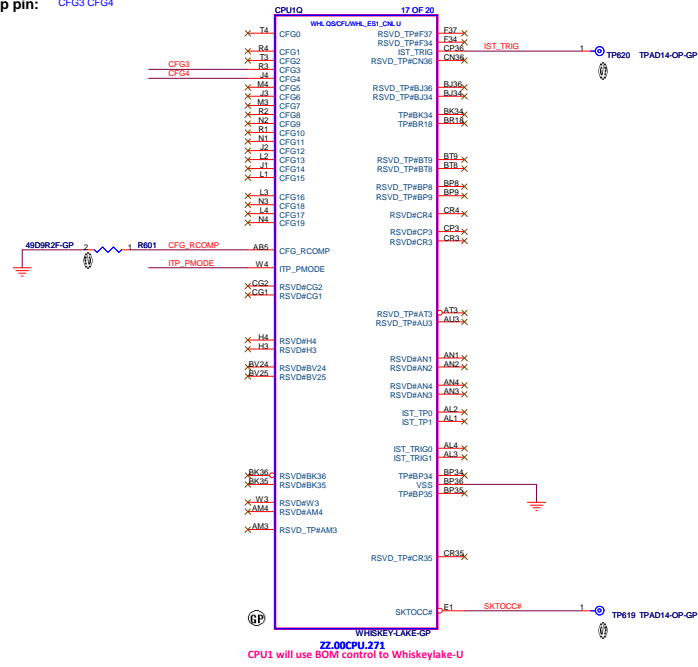 p pin: CFG3 CFG4
CPU1Q 17 OF 20
WHL QS/CFL/WHL_ES1_CNL U
T4 CFG0
R4 CFG1
T3 CFG2
CFG3 R3 CFG3
CFG4 J4 CFG4
M4 CFG5
J3 CFG6
M3 CFG7
R2 CFG8
N2 CFG9
R1 CFG10
N1 CFG11
J2 CFG12
L2 CFG13
J1 CFG14
L1 CFG15
L3 CFG16
N3 CFG18
L4 CFG17
N4 CFG19
49D9R2F-GP 2 1 R601 CFG_RCOMP AB5 CFG_RCOMP
ITP_PMODE W4 ITP_PMODE
CG2 RSVD#CG2
CG1 RSVD#CG1
H4 RSVD#H4
H3 RSVD#H3
BV24 RSVD#BV24
BV25 RSVD#BV25
BK36 RSVD#BK36
BK35 RSVD#BK35
W3 RSVD#W3
AM4 RSVD#AM4
AM3 RSVD_TP#AM3
RSVD_TP#F37 F37
RSVD_TP#F34 F34
IST_TRIG CP36 IST_TRIG 1 TP620 TPAD14-OP-GP
RSVD_TP#CN36 CN36
RSVD_TP#BJ36 BJ36
RSVD_TP#BJ34 BJ34
TP#BK34 BK34
TP#BR18 BR18
RSVD_TP#BT9 BT9
RSVD_TP#BT8 BT8
RSVD_TP#BP8 BP8
RSVD_TP#BP9 BP9
RSVD#CR4 CR4
RSVD#CP3 CP3
RSVD#CR3 CR3
RSVD_TP#AT3 AT3
RSVD_TP#AU3 AU3
RSVD#AN1 AN1
RSVD#AN2 AN2
RSVD#AN4 AN4
RSVD#AN3 AN3
IST_TP0 AL2
IST_TP1 AL1
IST_TRIG0 AL4
IST_TRIG1 AL3
TP#BP34 BP34
VSS BP36
TP#BP35 BP35
RSVD_TP#CR35 CR35
SKTOCC# E1 SKTOCC# 1 TP619 TPAD14-OP-GP
GP
WHISKEY-LAKE-GP
ZZ.00CPU.271
CPU1 will use BOM control to Whiskeylake-U